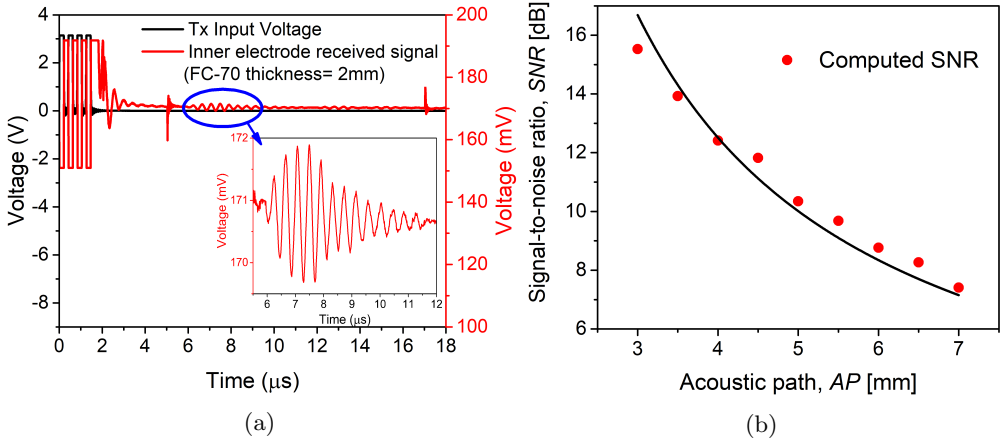 Tx Input Voltage
Inner electrode received signal
(FC-70 thickness= 2mm)
4
2
0
-2
-4
-6
-8
Voltage (V)
200
180
160
140
120
100
Voltage (mV)
0 2 4 6 8 10 12 14 16 18
Time (μs)
172
171
170
Voltage (mV)
6 7 8 9 10 11 12
Time (μs)
(a)
Computed SNR
16
14
12
10
8
6
Signal-to-noise ratio, SNR [dB]
3 4 5 6 7
Acoustic path, AP [mm]
(b)